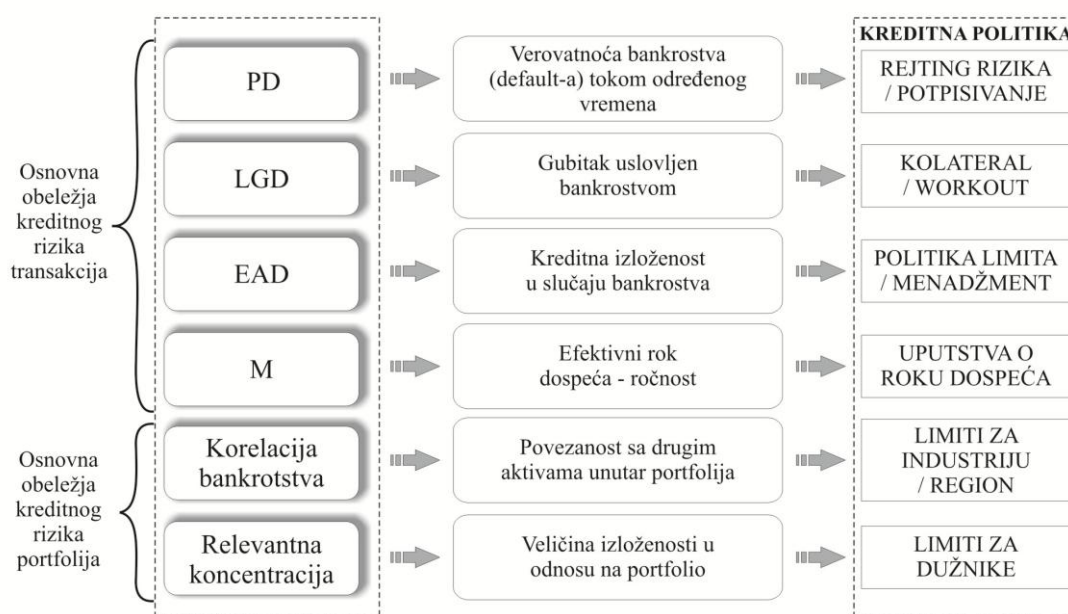 KREDITNA POLITIKA
Osnovna
obeležja
kreditnog
rizika
transakcija
PD
Verovatnoća bankrostva
(default-a) tokom određenog
vremena
REJTING RIZIKA
/ POTPISIVANJE
LGD
Gubitak uslovljen
bankrostvom
KOLATERAL
/ WORKOUT
EAD
Kreditna izloženost
u slučaju bankrostva
POLITIKA LIMITA
/ MENADŽMENT
M
Efektivni rok
dospeća - ročnost
UPUTSTVA O
ROKU DOSPEĆA
Osnovna
obeležja
kreditnog
rizika
portfolija
Korelacija
bankrotstva
Povezanost sa drugim
aktivama unutar portfolija
LIMITI ZA
INDUSTRIJU
/ REGION
Relevantna
koncentracija
Veličina izloženosti u
odnosu na portfolio
LIMITI ZA
DUŽNIKE